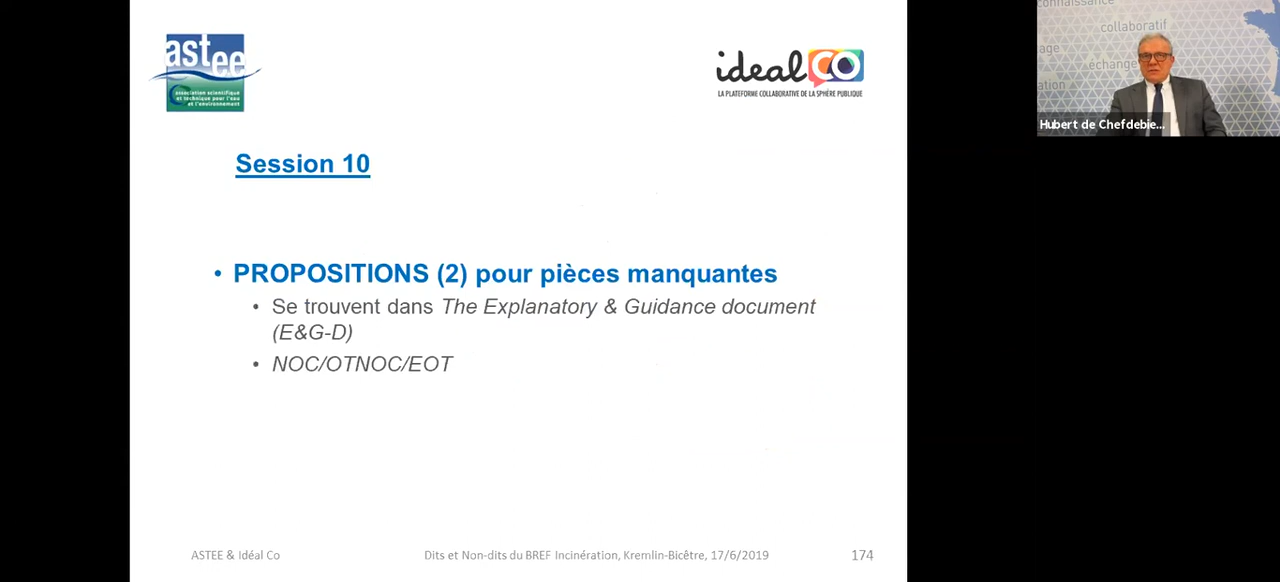 astee
association scientifique
et technique pour l'eau
et l'environnement
idealCO
LA PLATEFORME COLLABORATIVE DE LA SPHÈRE PUBLIQUE
connaissance
collaboratif
échange
Hubert de Chefdebie...
Session 10
• PROPOSITIONS (2) pour pièces manquantes
• Se trouvent dans The Explanatory & Guidance document
(E&G-D)
• NOC/OTNOC/EOT
ASTEE & Idéal Co
Dits et Non-dits du BREF Incinération, Kremlin-Bicêtre, 17/6/2019
174